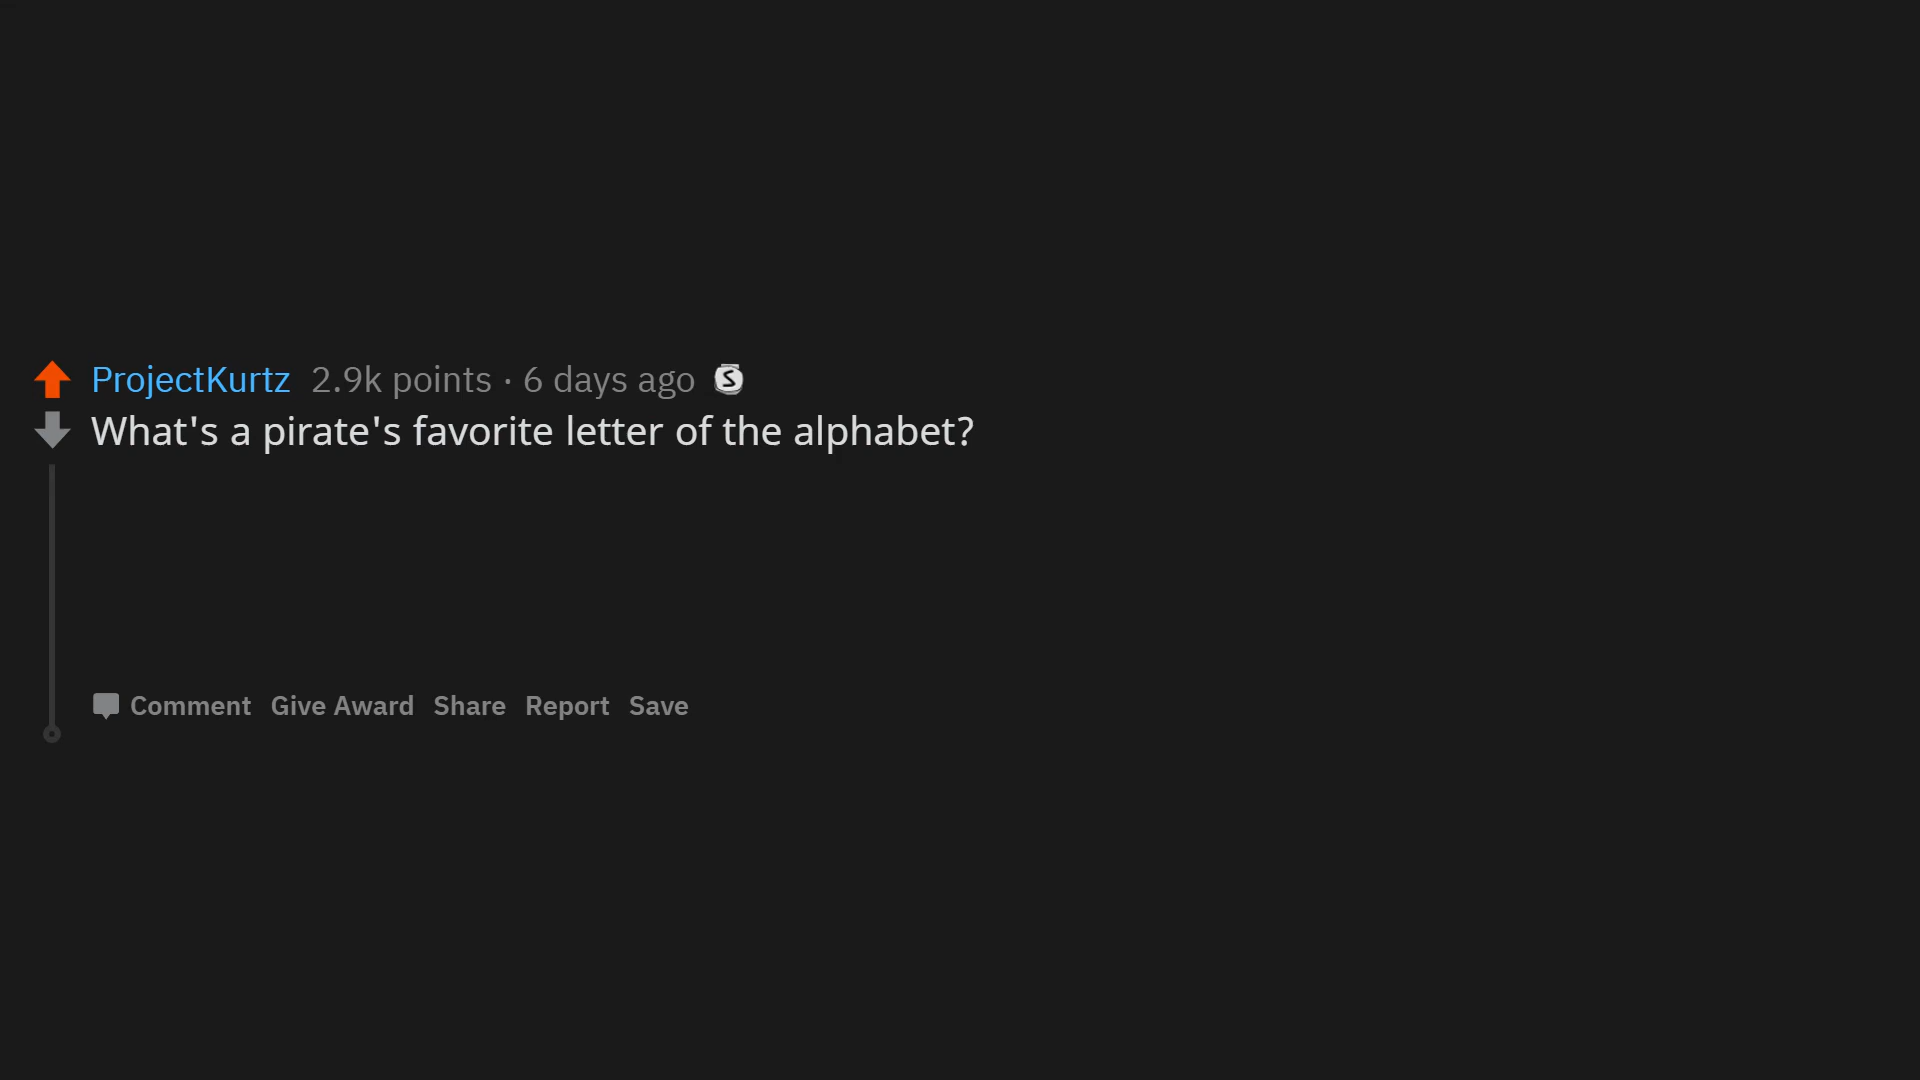 ProjectKurtz 2.9k points · 6 days ago S
What's a pirate's favorite letter of the alphabet?
Comment Give Award Share Report Save